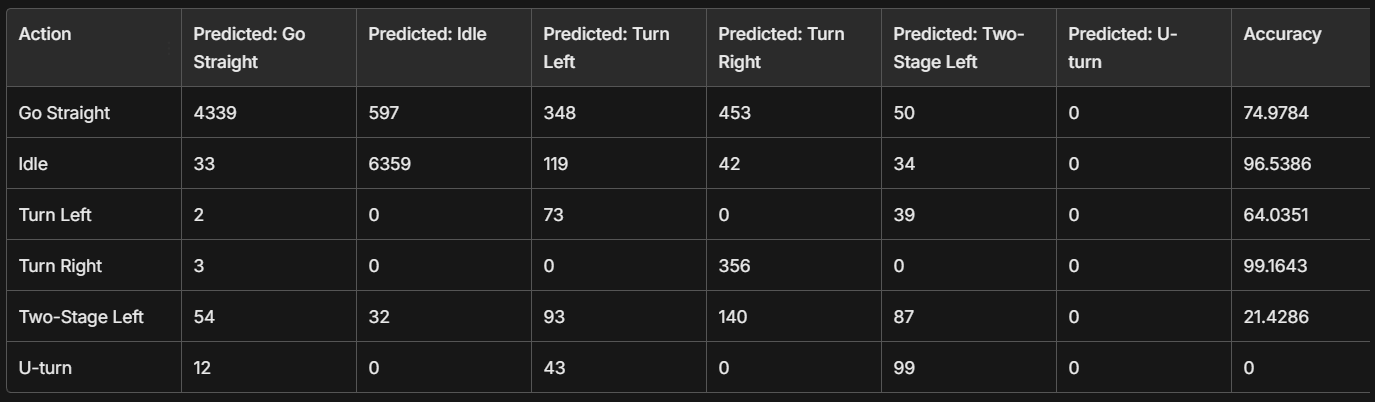 Action Predicted: Go Straight Predicted: Idle Predicted: Turn Left Predicted: Turn Right Predicted: Two-Stage Left Predicted: U-turn Accuracy
Go Straight 4339 597 348 453 50 0 74.9784
Idle 33 6359 119 42 34 0 96.5386
Turn Left 2 0 73 0 39 0 64.0351
Turn Right 3 0 0 356 0 0 99.1643
Two-Stage Left 54 32 93 140 87 0 21.4286
U-turn 12 0 43 0 99 0 0